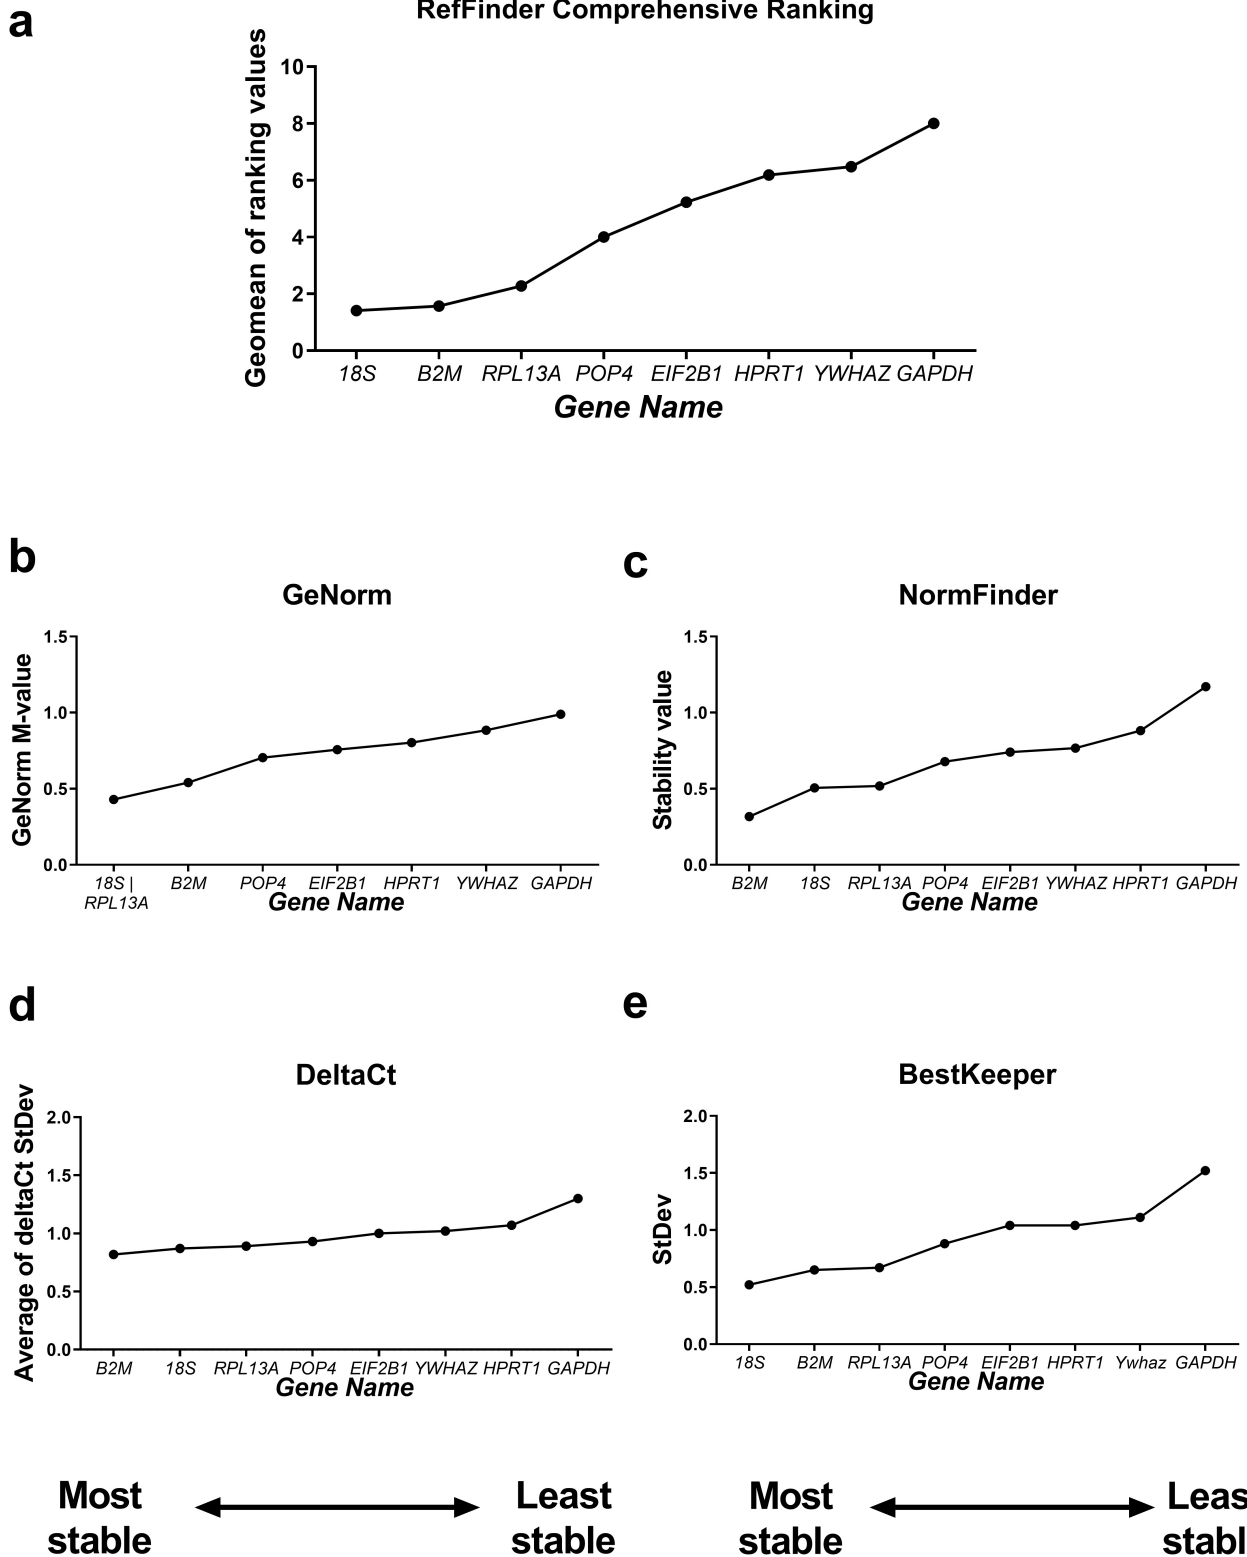 a
RefFinder Comprehensive Ranking
Geomean of ranking values
10
8
6
4
2
0
18S B2M RPL13A POP4 EIF2B1 HPRT1 YWHAZ GAPDH
Gene Name
b
GeNorm
GeNorm M-value
1.5
1.0
0.5
0.0
18S | B2M POP4 EIF2B1 HPRT1 YWHAZ GAPDH
RPL13A
Gene Name
c
NormFinder
Stability value
1.5
1.0
0.5
0.0
B2M 18S RPL13A POP4 EIF2B1 YWHAZ HPRT1 GAPDH
Gene Name
d
DeltaCt
Average of deltaCt StDev
2.0
1.5
1.0
0.5
0.0
B2M 18S RPL13A POP4 EIF2B1 YWHAZ HPRT1 GAPDH
Gene Name
e
BestKeeper
StDev
2.0
1.5
1.0
0.5
0.0
18S B2M RPL13A POP4 EIF2B1 HPRT1 Ywhaz GAPDH
Gene Name
Most
stable
Least
stable
Most
stable
Leas
stabl